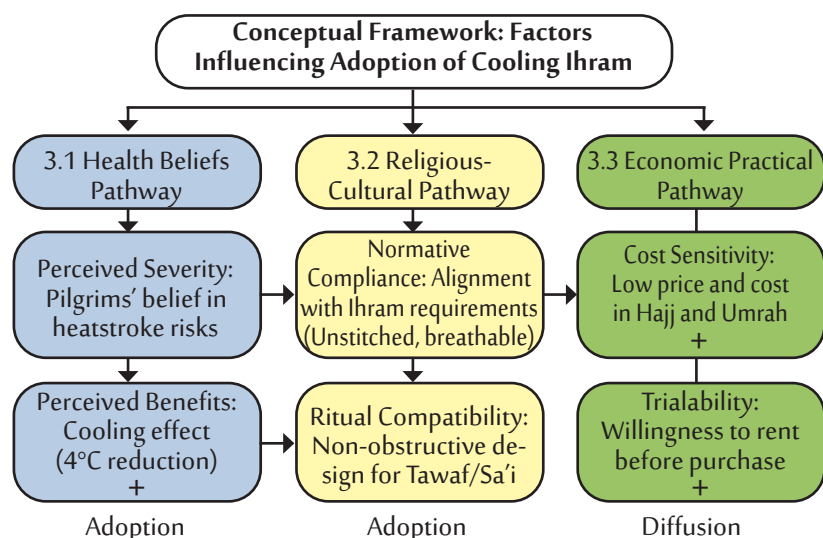 Conceptual Framework: Factors
Influencing Adoption of Cooling Ihram
3.1 Health Beliefs
Pathway
3.2 Religious-
Cultural Pathway
3.3 Economic Practical
Pathway
Perceived Severity:
Pilgrims’ belief in
heatstroke risks
Normative
Compliance: Alignment
with Ihram requirements
(Unstitched, breathable)
Cost Sensitivity:
Low price and cost
in Hajj and Umrah
+
Perceived Benefits:
Cooling effect
(4°C reduction)
+
Ritual Compatibility:
Non-obstructive de-
sign for Tawaf/Sa’i
Trialability:
Willingness to rent
before purchase
+
Adoption
Adoption
Diffusion